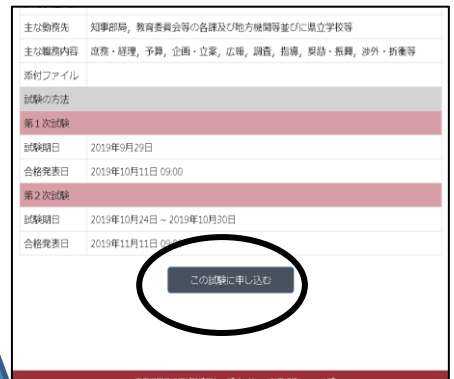 主な勤務先 知事部局，教育委員会等の各課及び地方機関等並びに県立学校等
主な職務内容 庶務・経理，予算，企画・立案，広報，調査，指導，奨励・振興，渉外・折衝等
添付ファイル
試験の方法
第１次試験
試験期日 2019年9月29日
合格発表日 2019年10月11日 09:00
第２次試験
試験期日 2019年10月24日 ~ 2019年10月30日
合格発表日 2019年11月11日
この試験に申し込む